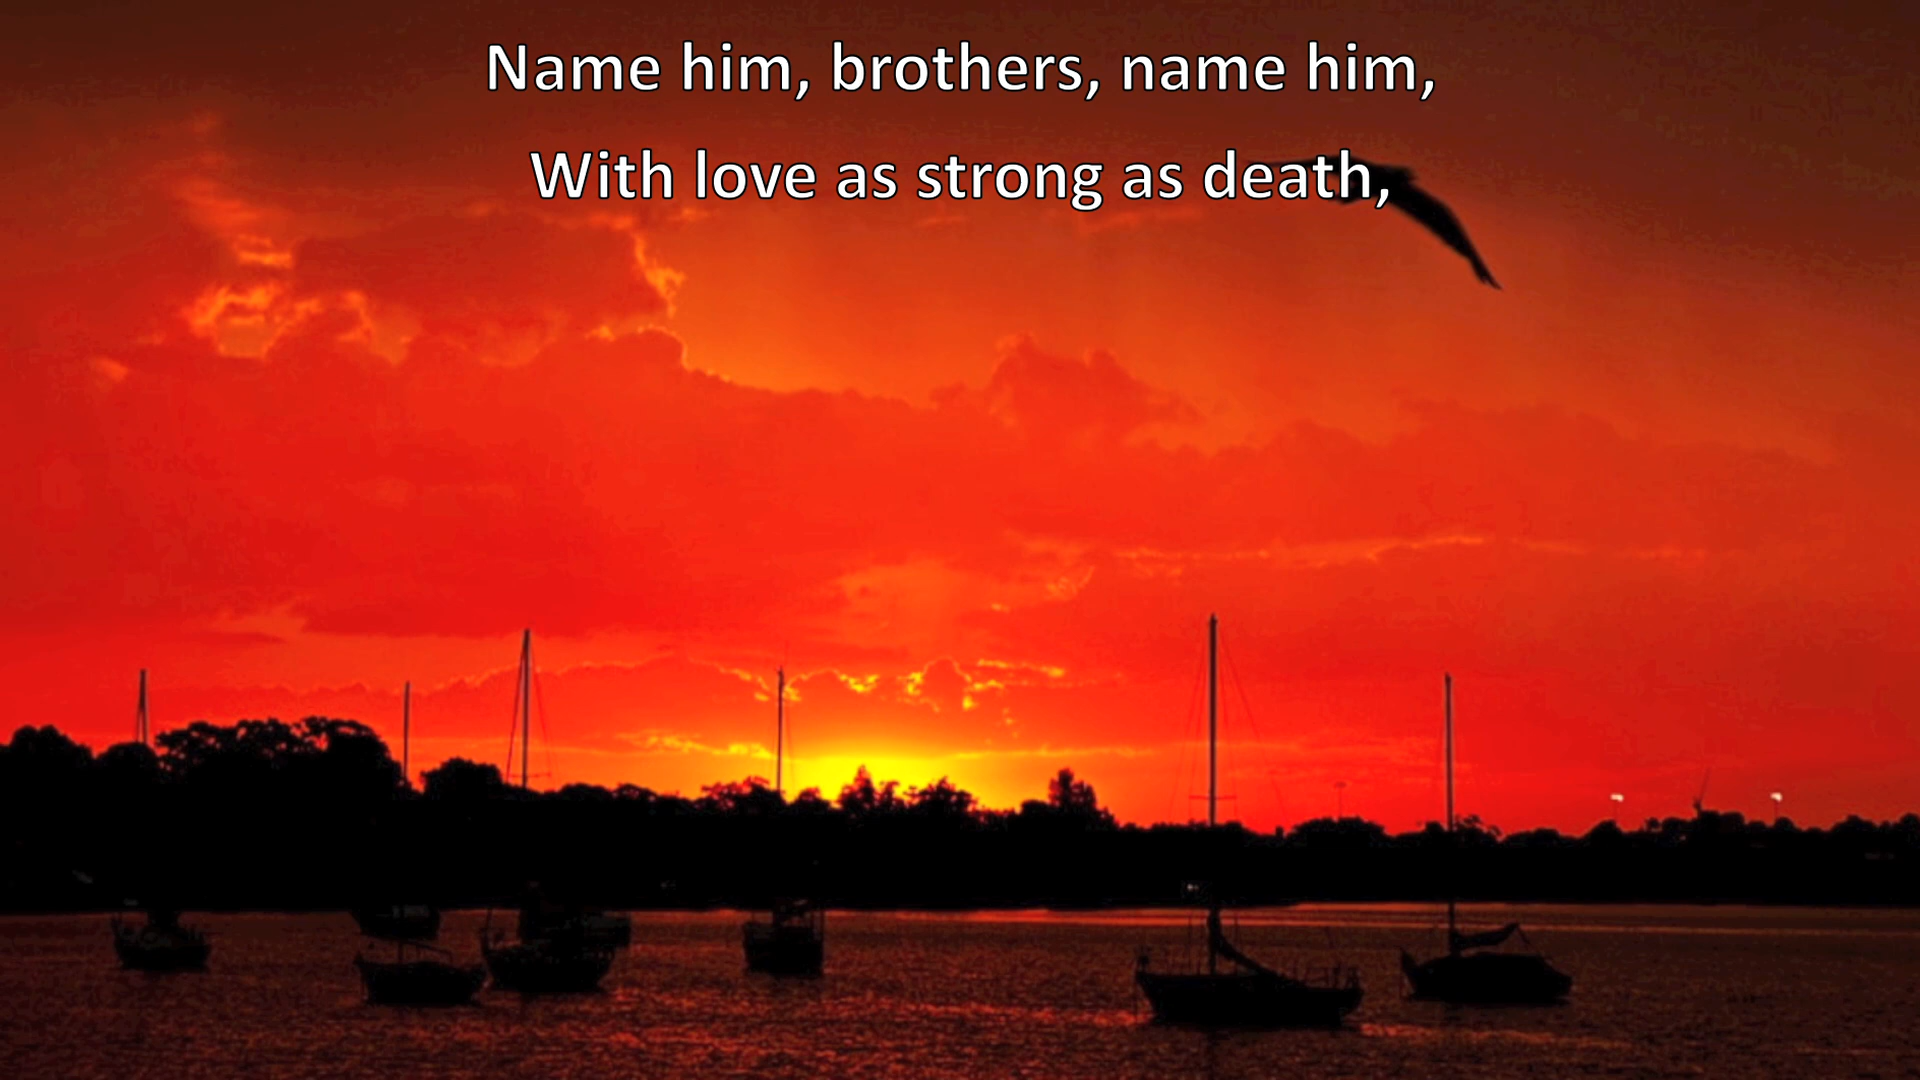 Name him, brothers, name him,
With love as strong as death,